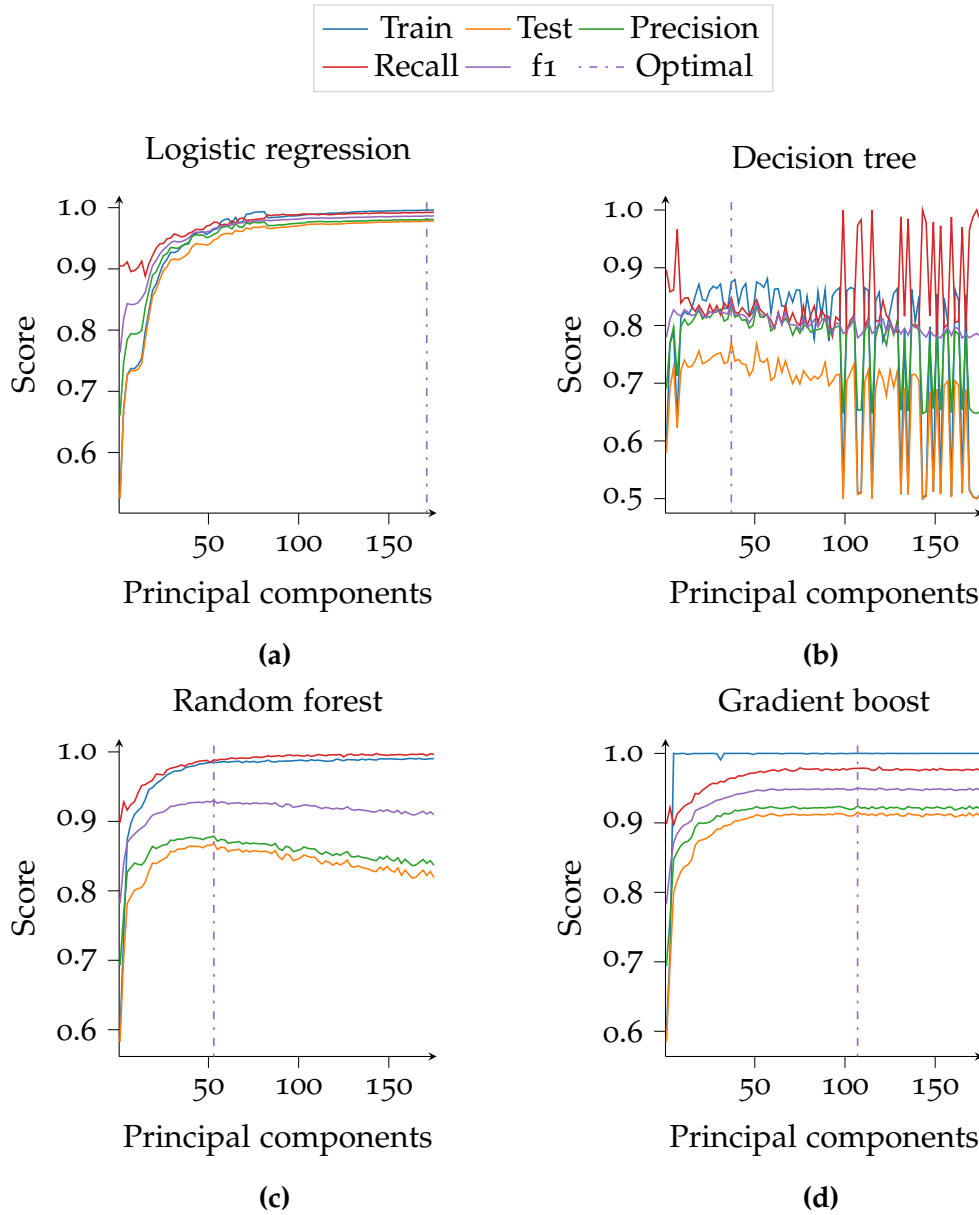 Train Test Precision
Recall f1 Optimal
Logistic regression
1.0
0.9
0.8
0.7
0.6
Score
50 100 150
Principal components
(a)
Decision tree
1.0
0.9
0.8
0.7
0.6
0.5
Score
50 100 150
Principal components
(b)
Random forest
1.0
0.9
0.8
0.7
0.6
Score
50 100 150
Principal components
(c)
Gradient boost
1.0
0.9
0.8
0.7
0.6
Score
50 100 150
Principal components
(d)